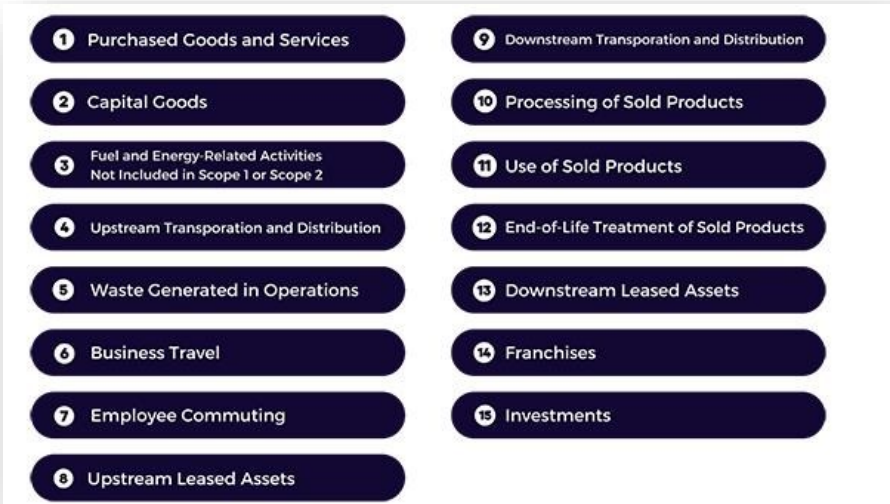 1 Purchased Goods and Services
2 Capital Goods
3 Fuel and Energy-Related Activities
Not Included in Scope 1 or Scope 2
4 Upstream Transporation and Distribution
5 Waste Generated in Operations
6 Business Travel
7 Employee Commuting
8 Upstream Leased Assets
9 Downstream Transporation and Distribution
10 Processing of Sold Products
11 Use of Sold Products
12 End-of-Life Treatment of Sold Products
13 Downstream Leased Assets
14 Franchises
15 Investments